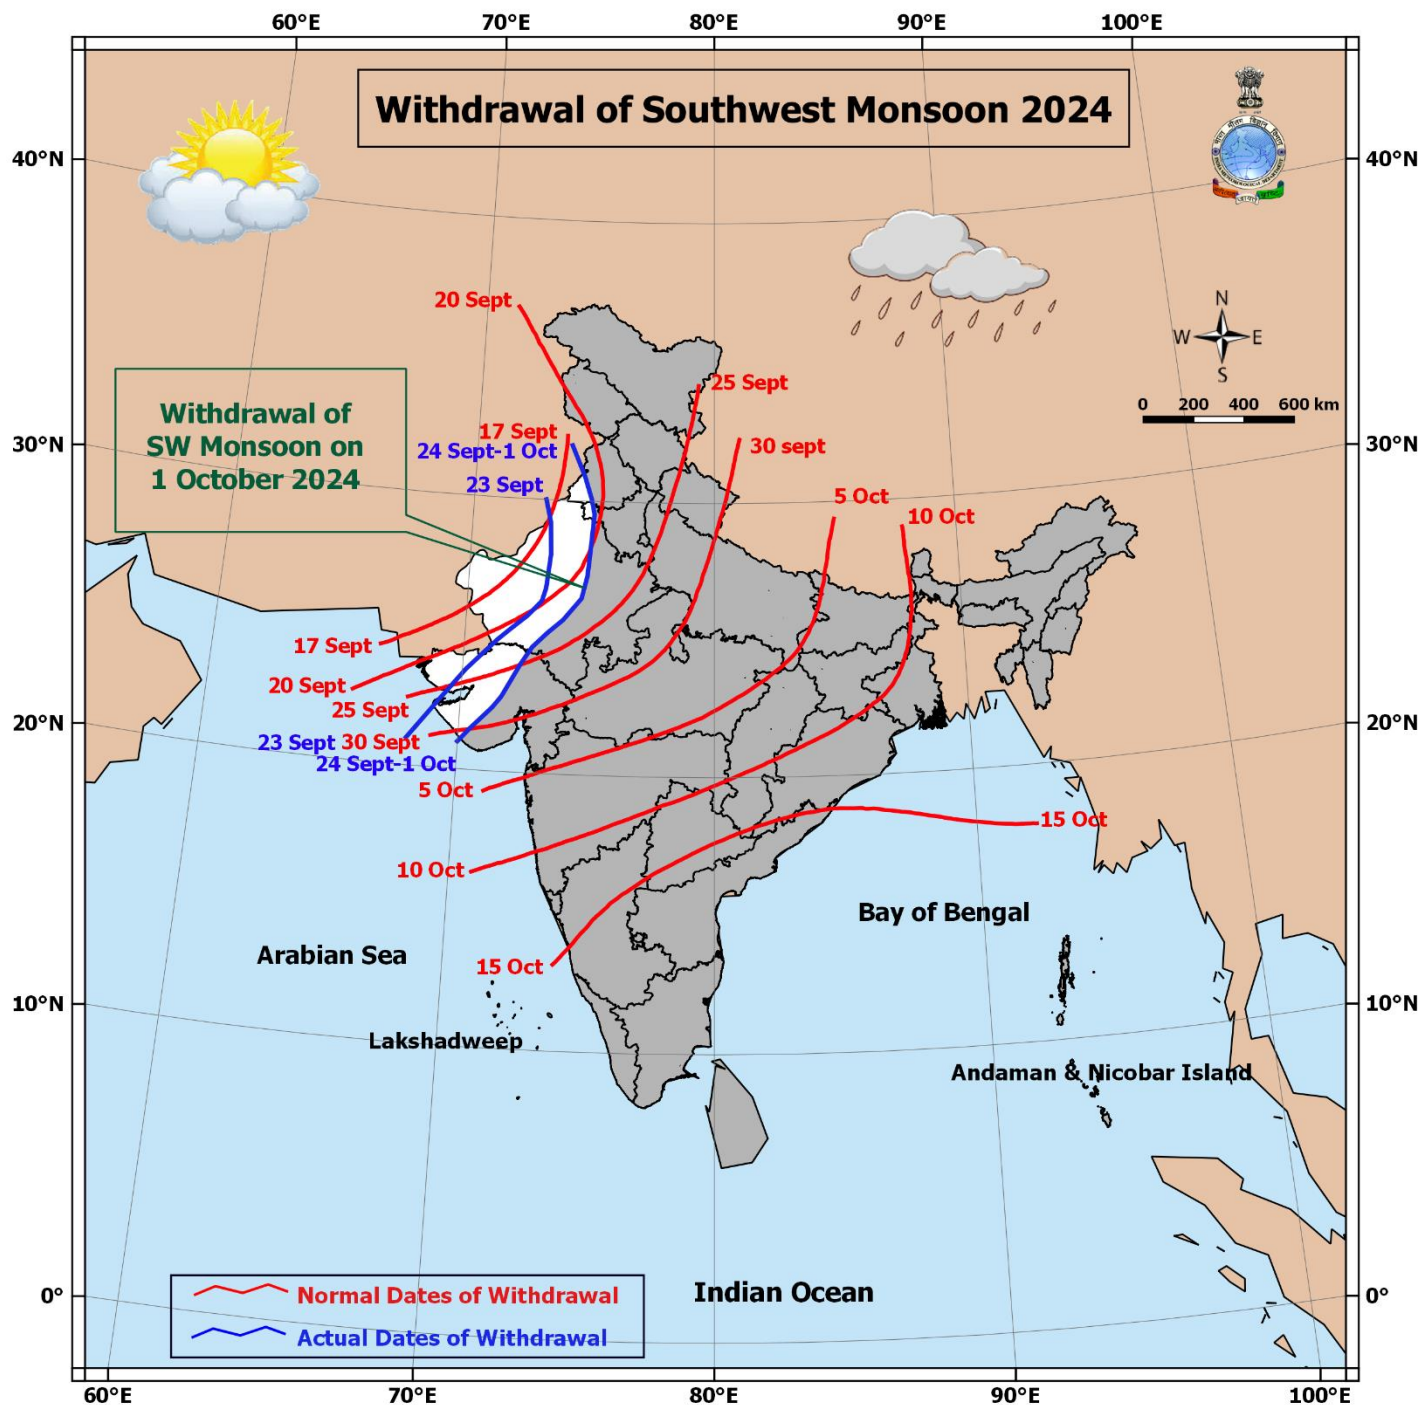 60°E 70°E 80°E 90°E 100°E
Withdrawal of Southwest Monsoon 2024
40°N 40°N
N
W E
S
20 Sept
25 Sept
0 200 400 600 km
Withdrawal of
SW Monsoon on
1 October 2024
17 Sept
24 Sept-1 Oct
30 sept
30°N 30°N
23 Sept
5 Oct
10 Oct
17 Sept
20 Sept
25 Sept
20°N 20°N
23 Sept 30 Sept
24 Sept-1 Oct
5 Oct
15 Oct
10 Oct
Bay of Bengal
Arabian Sea
15 Oct
10°N 10°N
Lakshadweep
Andaman & Nicobar Island
Indian Ocean
0° 0°
Normal Dates of Withdrawal
Actual Dates of Withdrawal
60°E 70°E 80°E 90°E 100°E